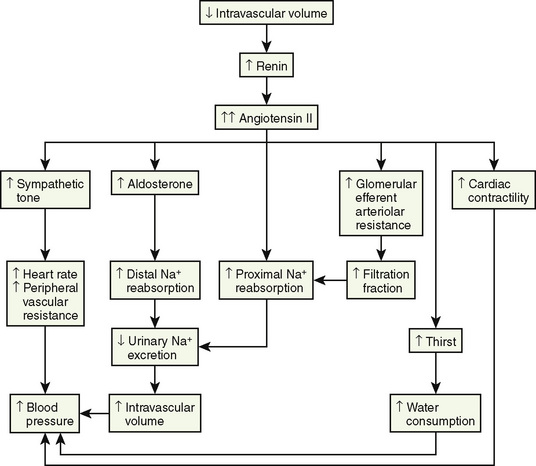 ↓ Intravascular volume
↑ Renin
↑↑ Angiotensin II
↑ Sympathetic
tone
↑ Aldosterone
↑ Glomerular
efferent
arteriolar
resistance
↑ Cardiac
contractility
↑ Heart rate
↑ Peripheral
vascular
resistance
↑ Distal Na⁺
reabsorption
↑ Proximal Na⁺
reabsorption
↑ Filtration
fraction
↓ Urinary Na⁺
excretion
↑ Thirst
↑ Blood
pressure
↑ Intravascular
volume
↑ Water
consumption